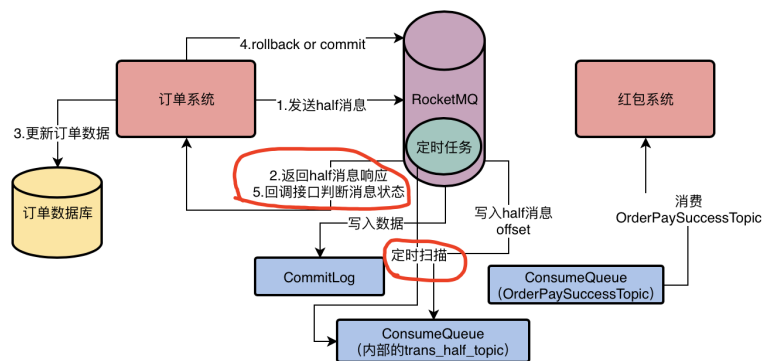 4.rollback or commit
订单系统
1.发送half消息
RocketMQ
红包系统
3.更新订单数据
定时任务
2.返回half消息响应
5.回调接口判断消息状态
订单数据库
写入数据
写入half消息
offset
消费
OrderPaySuccessTopic
定时扫描
CommitLog
ConsumeQueue
（OrderPaySuccessTopic）
ConsumeQueue
（内部的trans_half_topic）